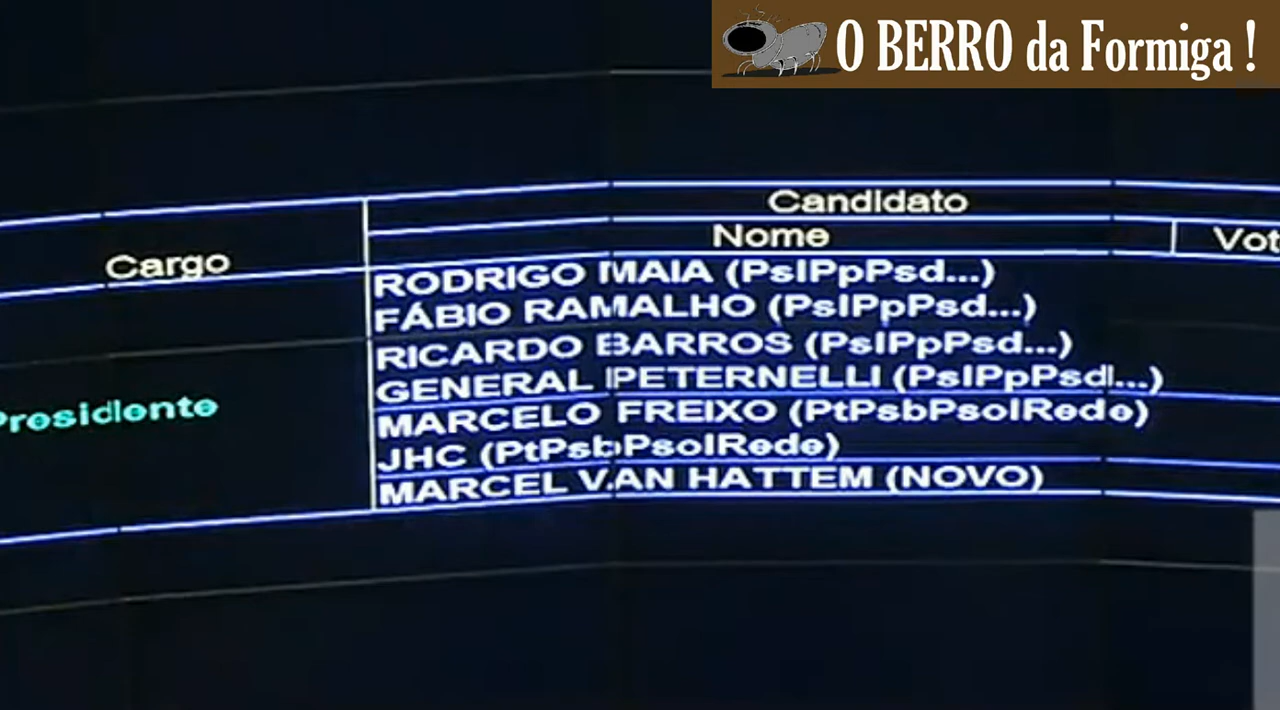 O BERRO da Formiga !
Candidato
Cargo
Nome
Vot
RODRIGO MAIA (PslPpPsd...)
FÁBIO RAMALHO (PslPpPsd...)
RICARDO BARROS (PslPpPsd...)
GENERAL PETERNELLI (PslPpPsd...)
Presidente
MARCELO FREIXO (PtPsbPsolRede)
JHC (PtPsbPsolRede)
MARCEL VAN HATTEM (NOVO)